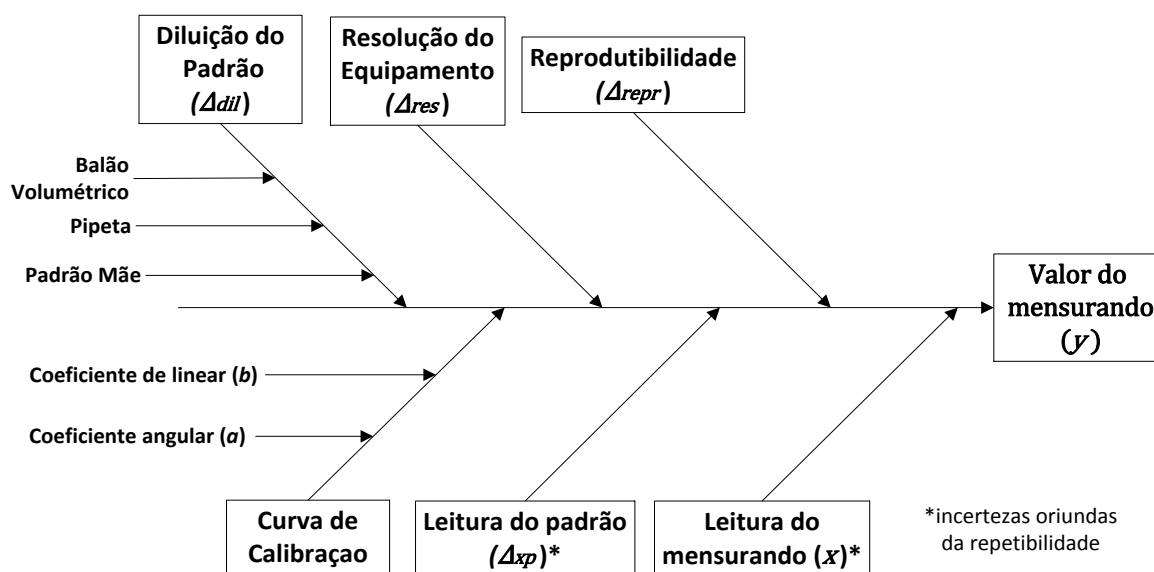 Diluição do
Padrão
(Δdil)
Resolução do
Equipamento
(Δres)
Reprodutibilidade
(Δrepr)
Balão
Volumétrico
Pipeta
Padrão Mãe
Valor do
mensurando
(y)
Coeficiente de linear (b)
Coeficiente angular (a)
Curva de
Calibraçao
Leitura do padrão
(Δxp)*
Leitura do
mensurando (x)*
*incertezas oriundas
da repetibilidade